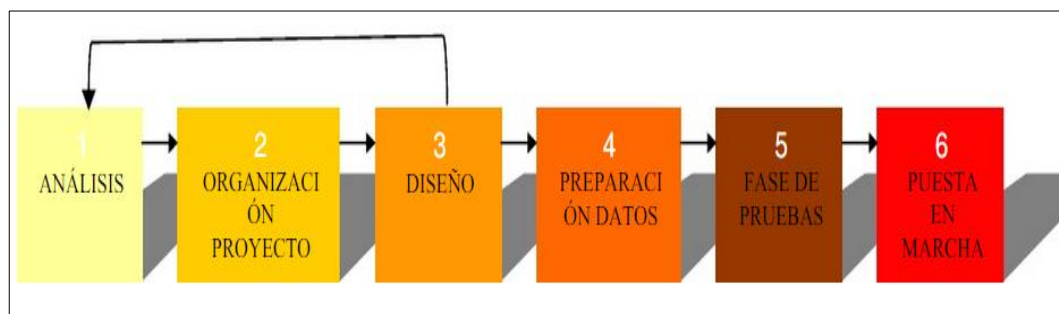 1
ANÁLISIS
2
ORGANIZACI
ÓN
PROYECTO
3
DISEÑO
4
PREPARACI
ÓN DATOS
5
FASE DE
PRUEBAS
6
PUESTA
EN
MARCHA